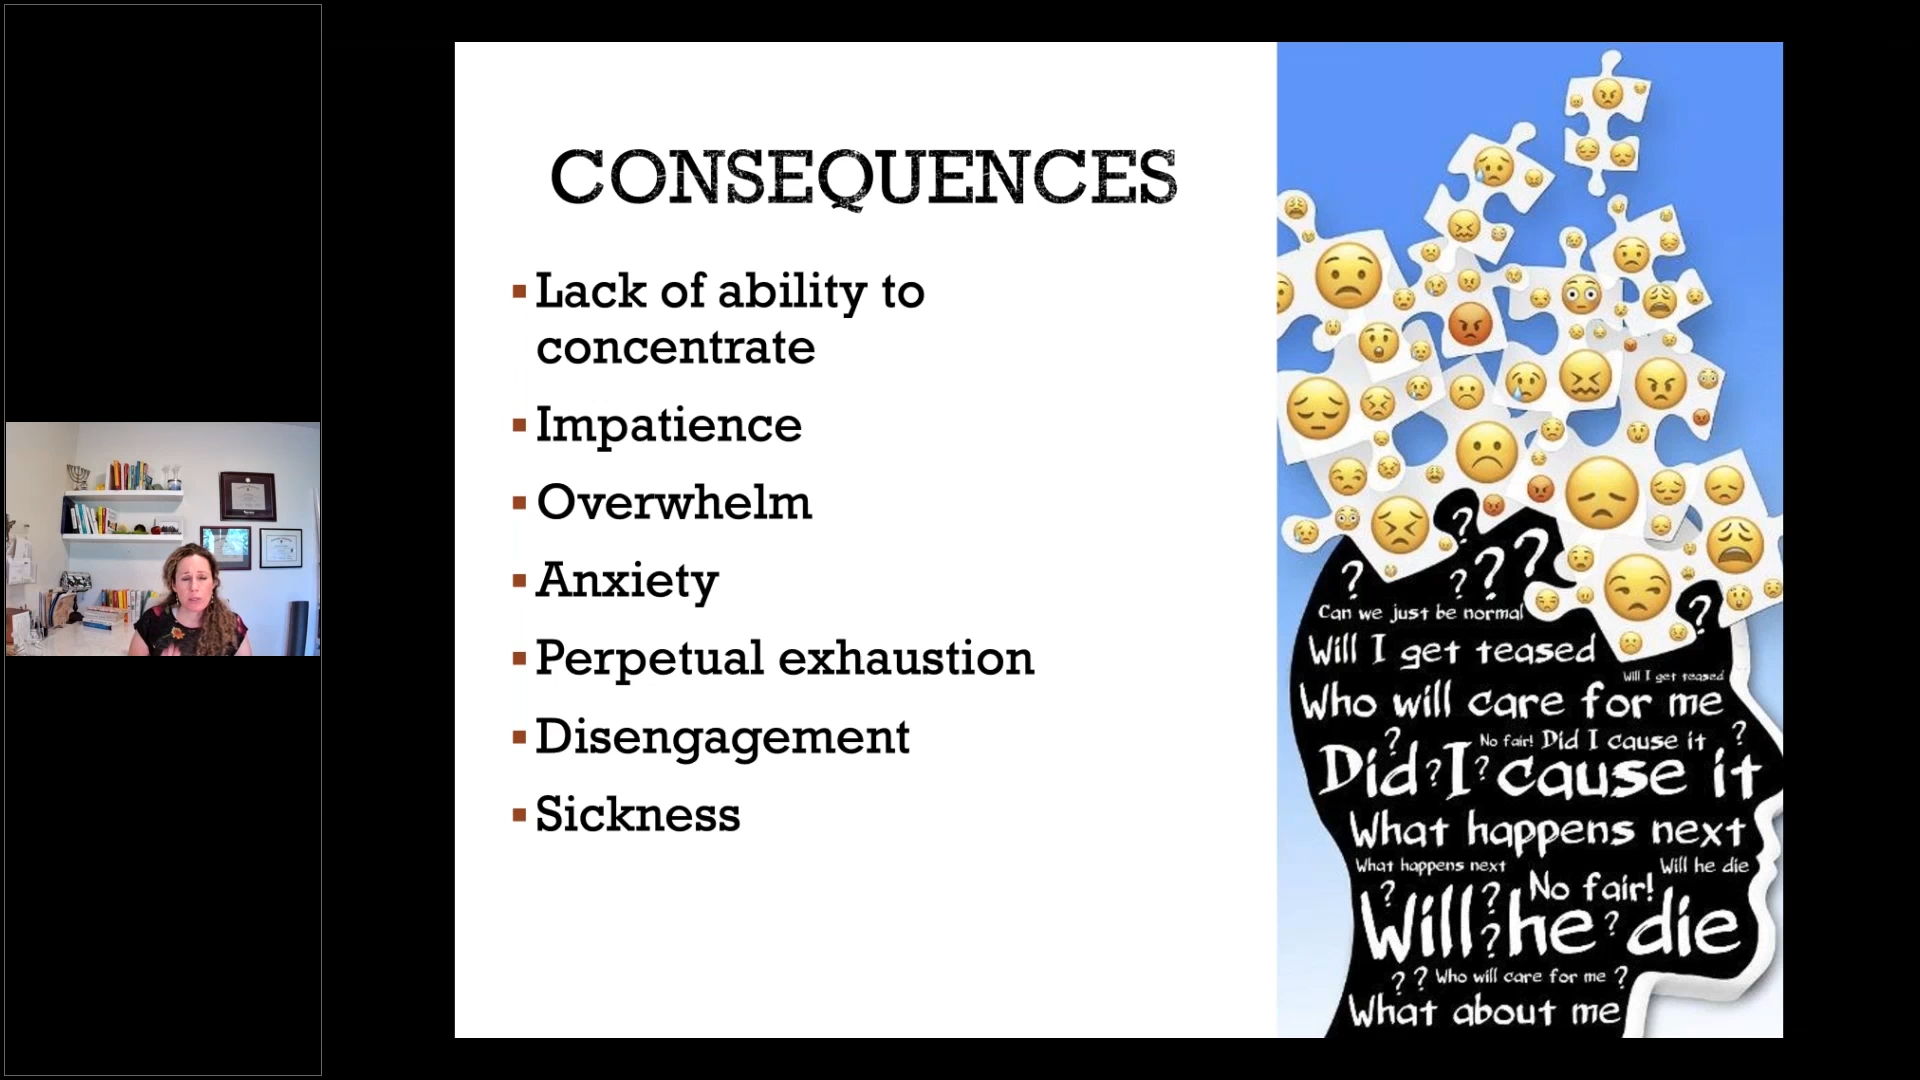 CONSEQUENCES
Lack of ability to
concentrate
Impatience
Overwhelm
Anxiety
Perpetual exhaustion
Disengagement
Sickness
?
? ? ? ?
Can we just be normal
?
Will I get teased
Will I get teased
Who will care for me
? No fair! Did I cause it ?
Did ? I ? cause it
What happens next
What happens next Will he die
? ? No fair!
Will ? he ? die
? ? Who will care for me ?
What about me